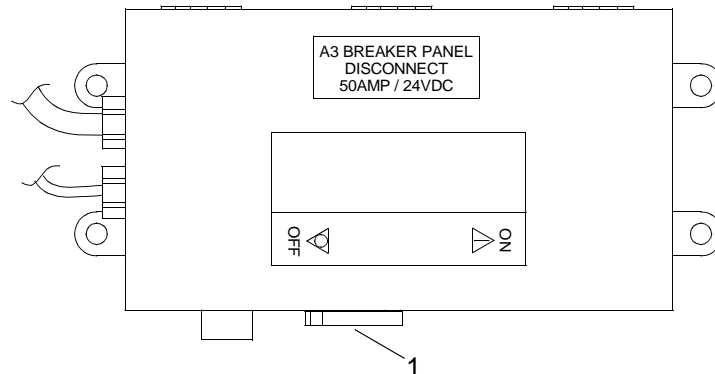 A3 BREAKER PANEL
DISCONNECT
50AMP / 24VDC
OFF
ON
1